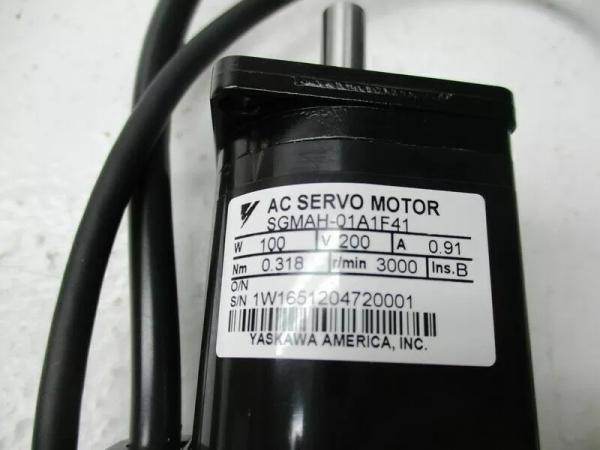 AC SERVO MOTOR
SGMAH-01A1F41
W 100 V 200 A 0.91
Nm 0.318 r/min 3000 Ins. B
O/N
S/N 1W1651204720001
YASKAWA AMERICA, INC.